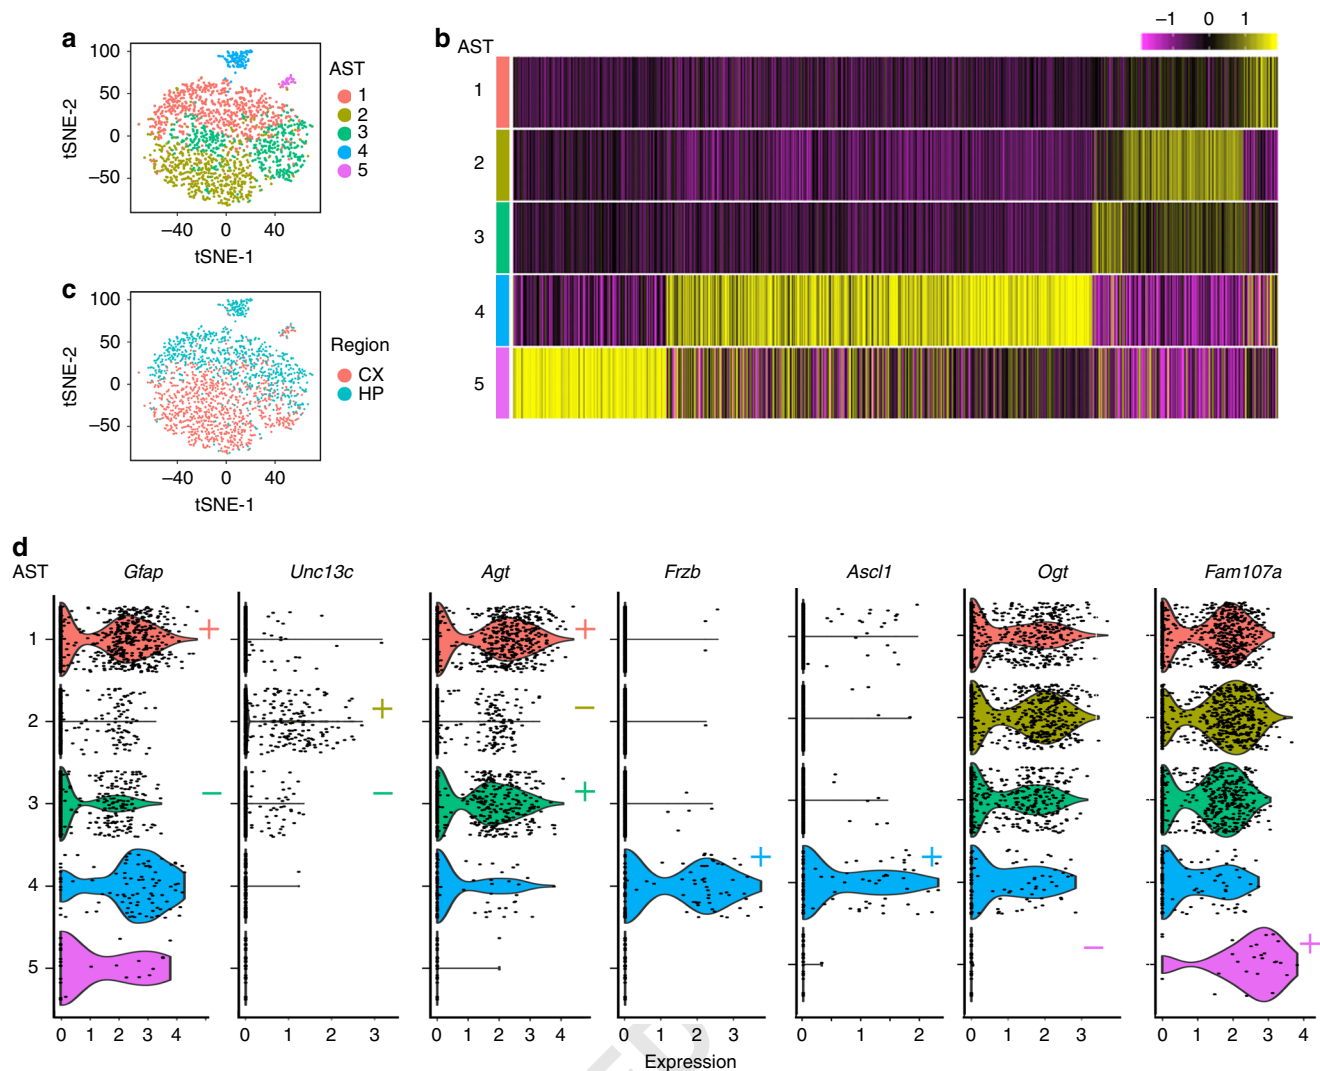 a
AST
1
2
3
4
5
100
50
0
−50
−40 0 40
tSNE-1
tSNE-2
b
AST
−1 0 1
1
2
3
4
5
c
Region
CX
HP
100
50
0
−50
−40 0 40
tSNE-1
tSNE-2
d
AST Gfap Unc13c Agt Frzb Ascl1 Ogt Fam107a
1 + +
2 + −
3 − − +
4 + +
5 − +
0 1 2 3 4 0 1 2 3 0 1 2 3 4 0 1 2 3 0 2 0 1 2 3 0 1 2 3 4
Expression